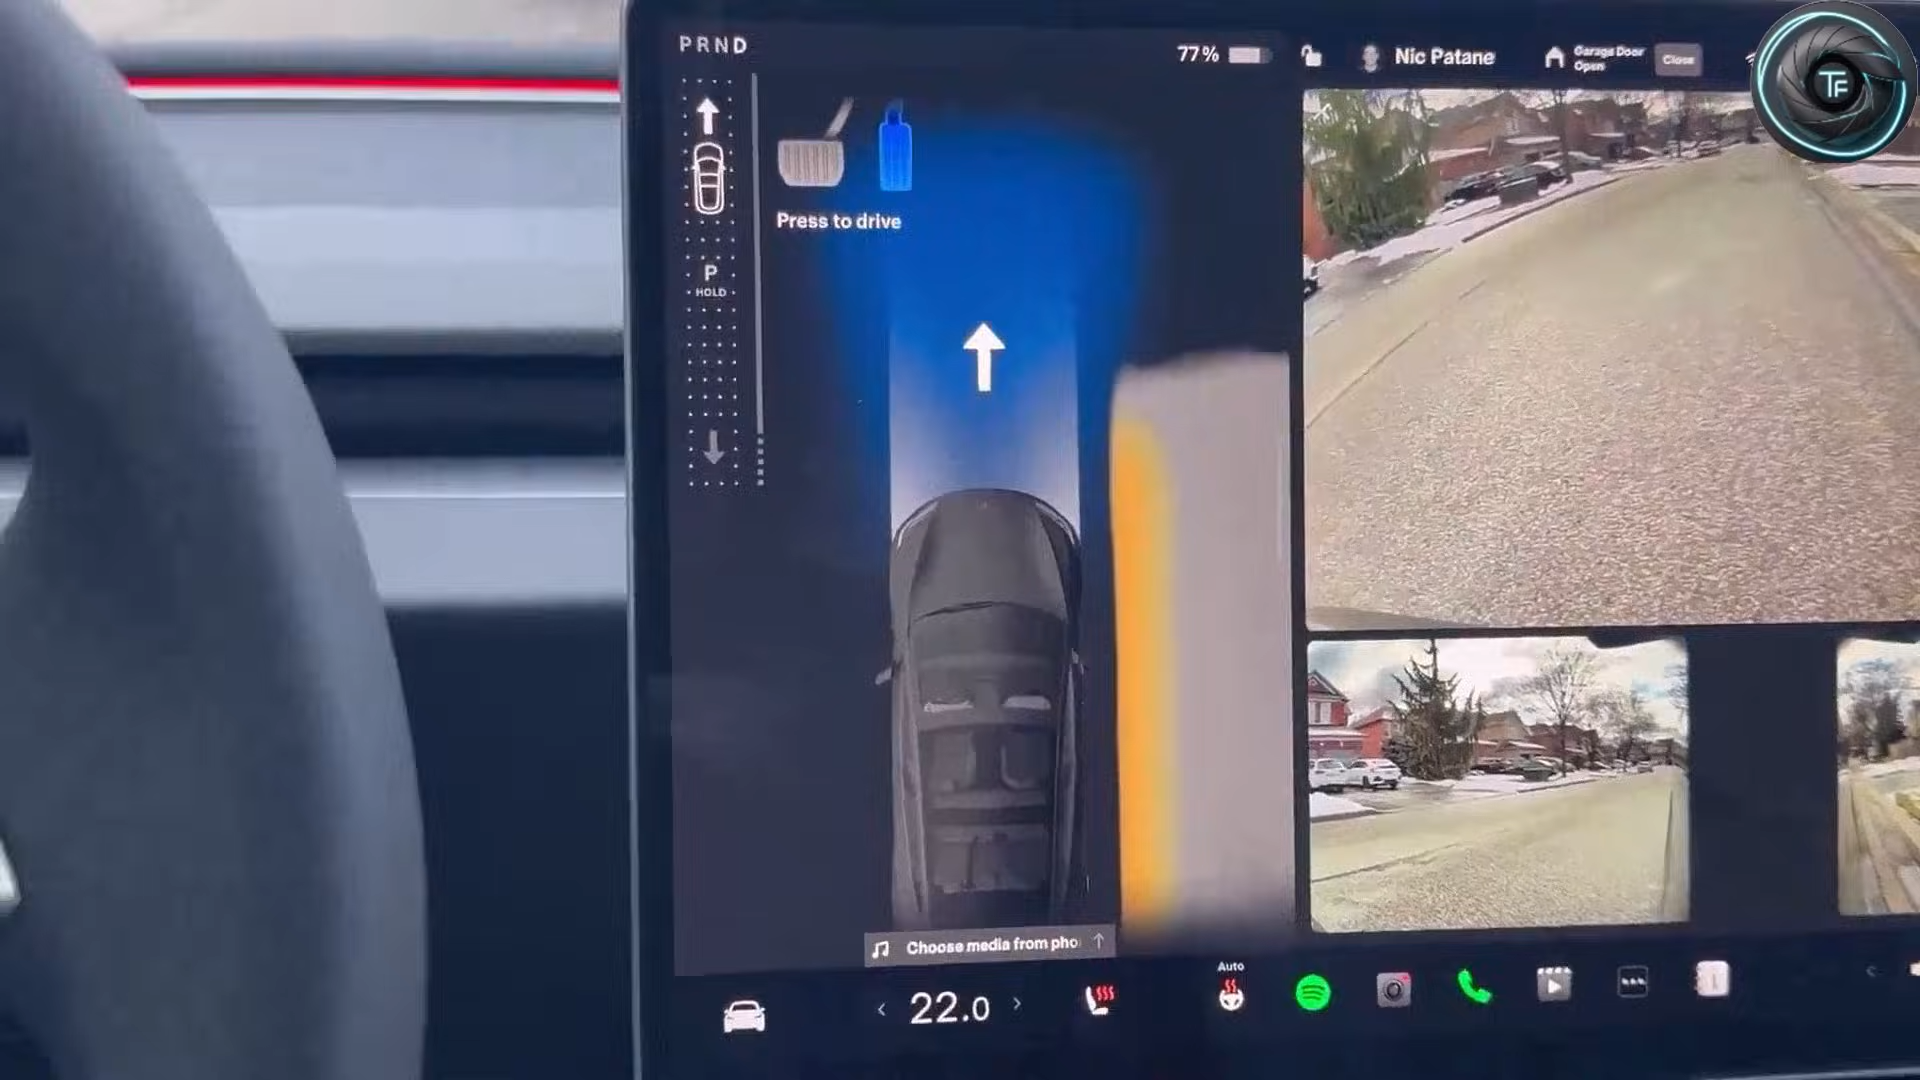 PRND
77%
Nic Patane
Garage Door
Open
Close
TF
Press to drive
P
HOLD
Choose media from pho
Auto
22.0